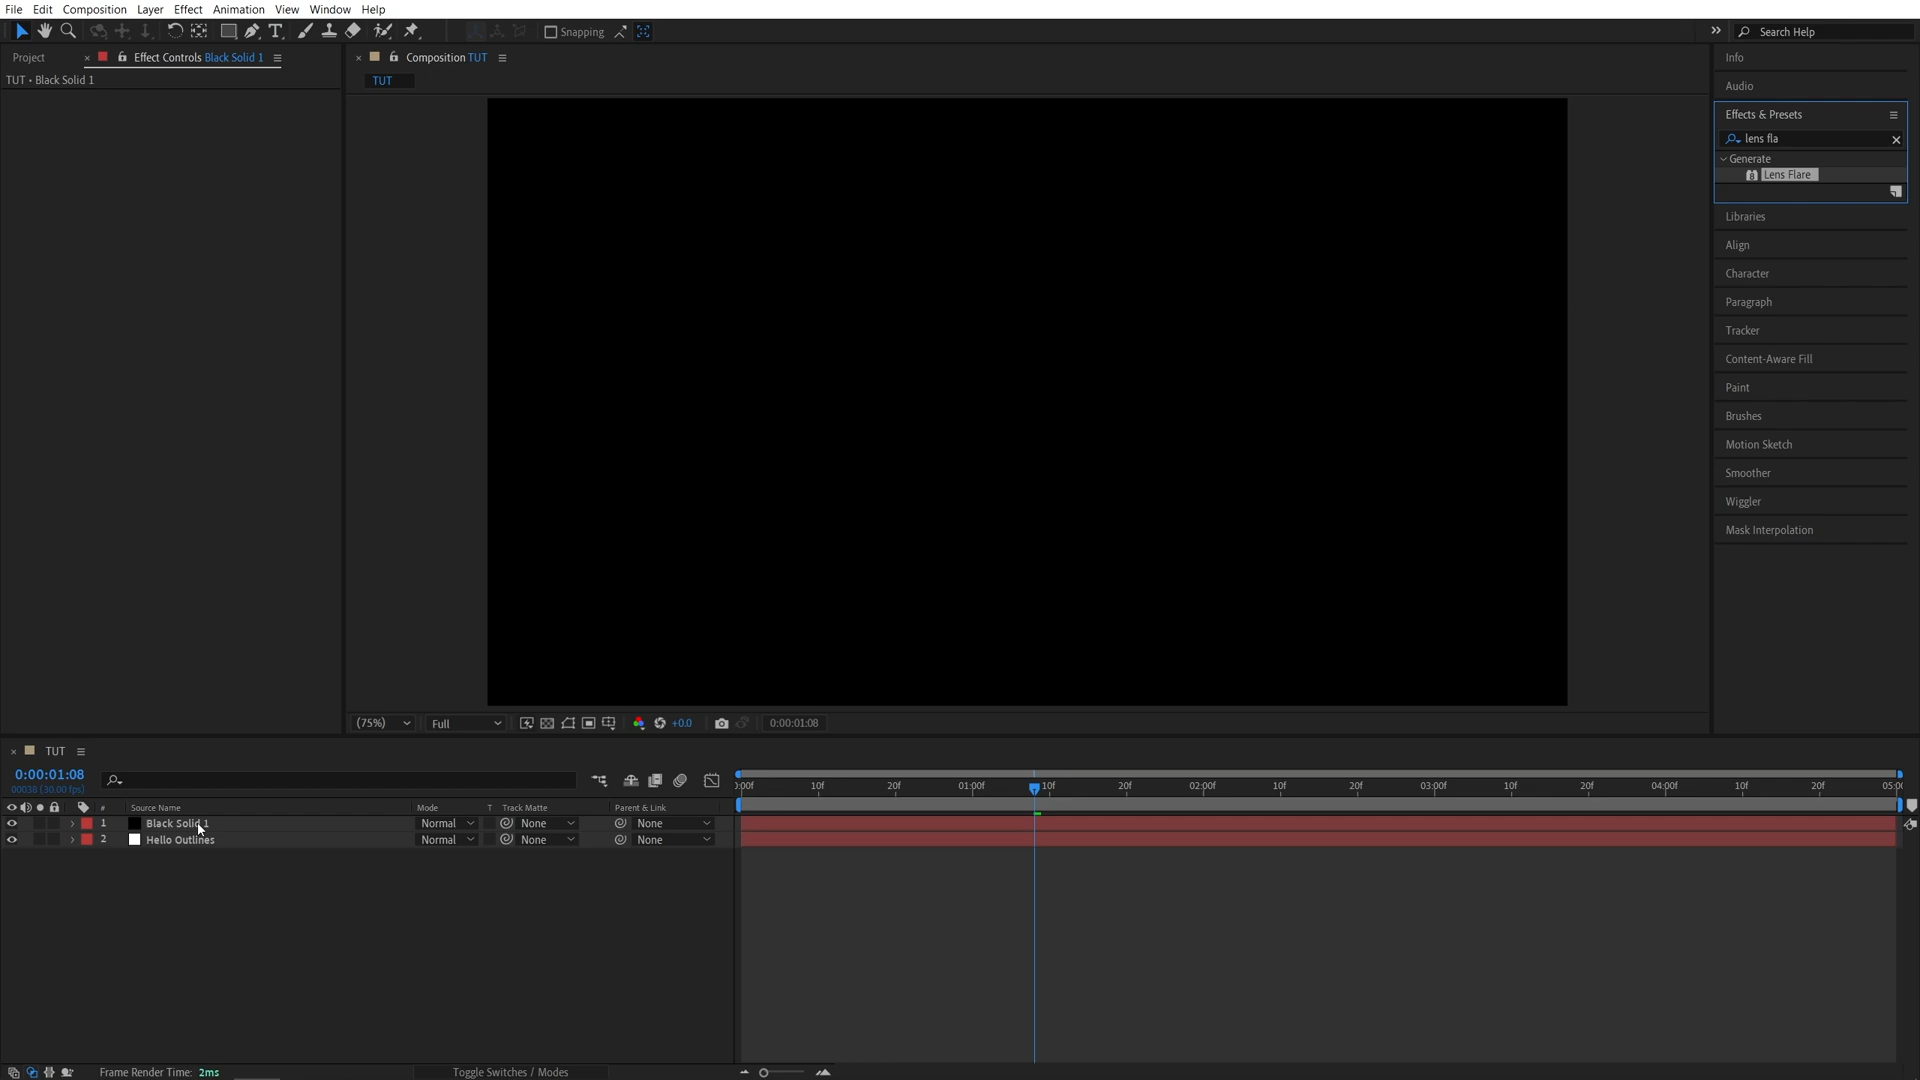 File Edit Composition Layer Effect Animation View Window Help
Snapping
Search Help
Project
Effect Controls Black Solid 1
Composition TUT
TUT • Black Solid 1
TUT
Info
Audio
Effects & Presets
lens fla
Generate
Lens Flare
Libraries
Align
Character
Paragraph
Tracker
Content-Aware Fill
Paint
Brushes
Motion Sketch
Smoother
Wiggler
Mask Interpolation
(75%) Full +0.0 0:00:01:08
TUT
0:00:01:08
00038 (30.00 fps)
:00f 10f 20f 01:00f 10f 20f 02:00f 10f 20f 03:00f 10f 20f 04:00f 10f 20f 05:00
# Source Name Mode T Track Matte Parent & Link
1 Black Solid 1 Normal None None
2 Hello Outlines Normal None None
Frame Render Time: 2ms
Toggle Switches / Modes